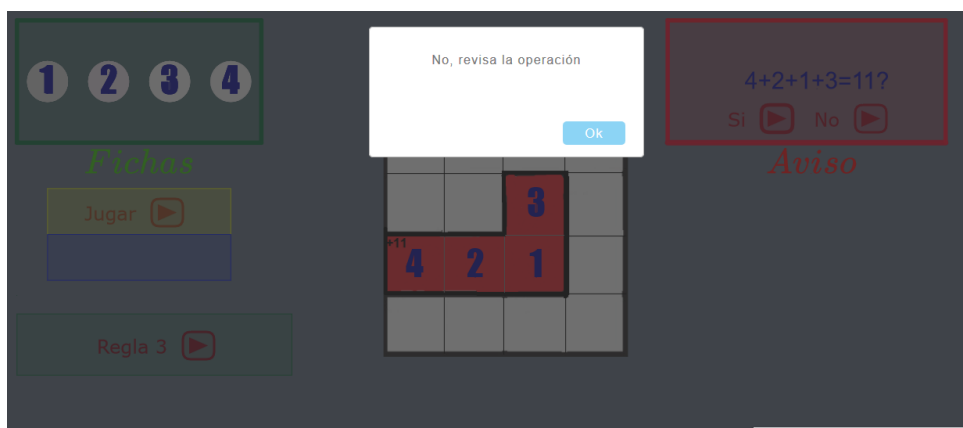 1 2 3 4
Fichas
Jugar
Regla 3
No, revisa la operación
Ok
3
+11
4 2 1
4+2+1+3=11?
Si No
Aviso